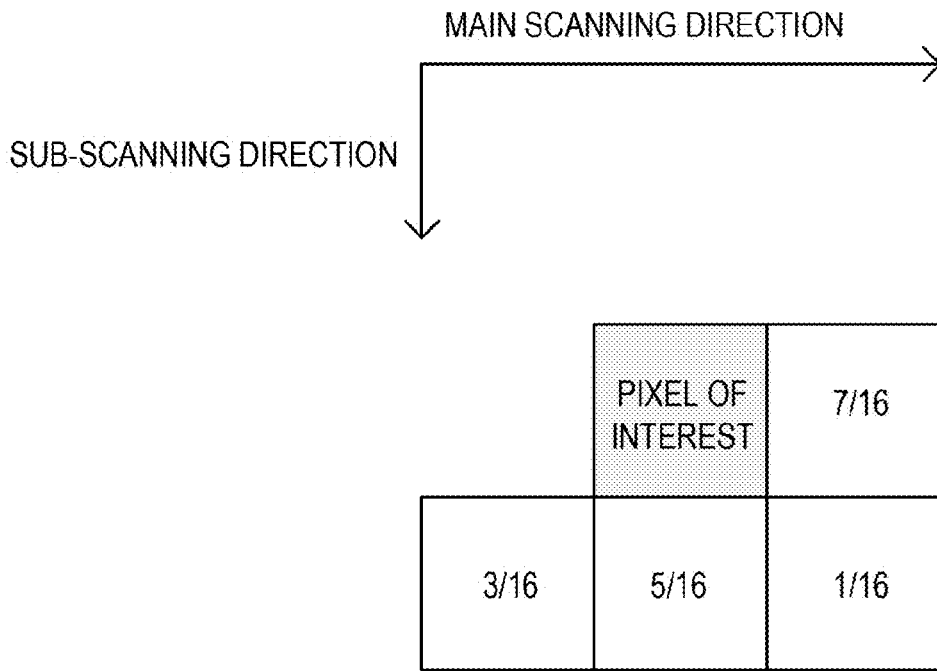 MAIN SCANNING DIRECTION
SUB-SCANNING DIRECTION
PIXEL OF
INTEREST
7/16
3/16
5/16
1/16